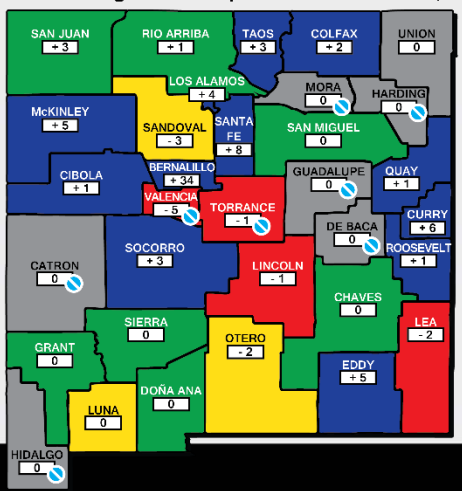 SAN JUAN
+ 3
RIO ARRIBA
+ 1
TAOS
+ 3
COLFAX
+ 2
UNION
0
LOS ALAMOS
+ 4
MORA
0
HARDING
0
McKINLEY
+ 5
SANDOVAL
- 3
SANTA
FE
+ 8
SAN MIGUEL
0
CIBOLA
+ 1
BERNALILLO
+ 34
GUADALUPE
0
QUAY
+ 1
VALENCIA
- 5
TORRANCE
- 1
DE BACA
0
CURRY
+ 6
ROOSEVELT
+ 1
CATRON
0
SOCORRO
+ 3
LINCOLN
- 1
CHAVES
0
SIERRA
0
LEA
- 2
GRANT
0
OTERO
- 2
EDDY
+ 5
DOÑA ANA
0
LUNA
0
HIDALGO
0